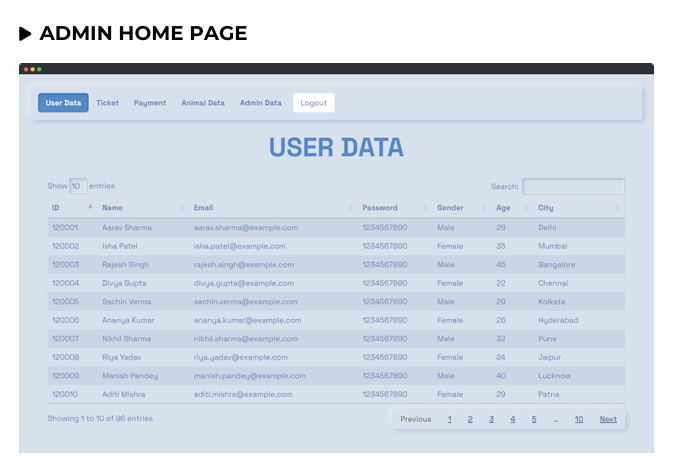 ADMIN HOME PAGE
User Data Ticket Payment Animal Data Admin Data Logout
USER DATA
Show 10 entries Search:
ID Name Email Password Gender Age City
120001 Aarav Sharma aarav.sharma@example.com 1234567890 Male 28 Delhi
120002 Isha Patel isha.patel@example.com 1234567890 Female 35 Mumbai
120003 Rajesh Singh rajesh.singh@example.com 1234567890 Male 45 Bangalore
120004 Divya Gupta divya.gupta@example.com 1234567890 Female 22 Chennai
120005 Sachin Verma sachin.verma@example.com 1234567890 Male 29 Kolkata
120006 Ananya Kumar ananya.kumar@example.com 1234567890 Female 26 Hyderabad
120007 Nikhil Sharma nikhil.sharma@example.com 1234567890 Male 32 Pune
120008 Riya Yadav riya.yadav@example.com 1234567890 Female 24 Jaipur
120009 Manish Pandey manish.pandey@example.com 1234567890 Male 40 Lucknow
120010 Aditi Mishra aditi.mishra@example.com 1234567890 Female 29 Patna
Showing 1 to 10 of 96 entries Previous 1 2 3 4 5 ... 10 Next